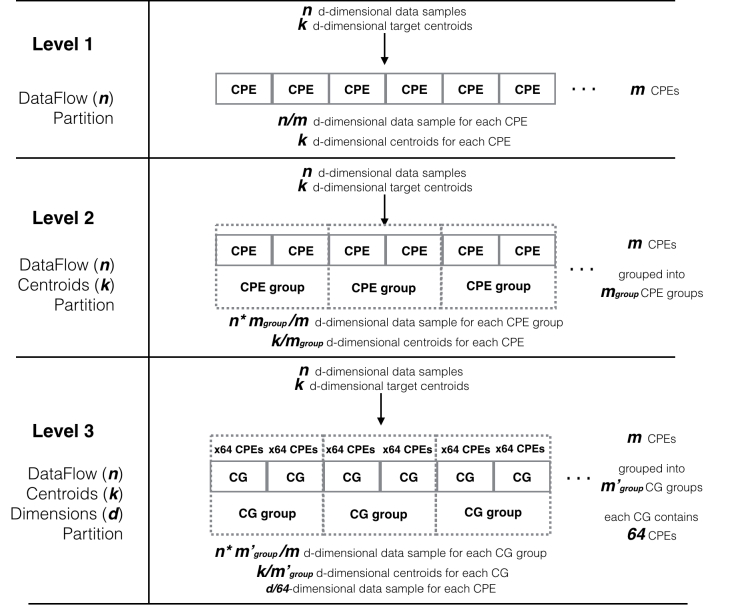 Level 1
DataFlow (n)
Partition
n d-dimensional data samples
k d-dimensional target centroids
CPE CPE CPE CPE CPE CPE ··· m CPEs
n/m d-dimensional data sample for each CPE
k d-dimensional centroids for each CPE
Level 2
DataFlow (n)
Centroids (k)
Partition
n d-dimensional data samples
k d-dimensional target centroids
CPE CPE CPE CPE CPE CPE
CPE group CPE group CPE group
···
m CPEs
grouped into
mgroup CPE groups
n* mgroup/m d-dimensional data sample for each CPE group
k/mgroup d-dimensional centroids for each CPE
Level 3
DataFlow (n)
Centroids (k)
Dimensions (d)
Partition
n d-dimensional data samples
k d-dimensional target centroids
x64 CPEs x64 CPEs x64 CPEs x64 CPEs x64 CPEs x64 CPEs
CG CG CG CG CG CG
CG group CG group CG group
···
m CPEs
grouped into
m'group CG groups
each CG contains
64 CPEs
n* m'group/m d-dimensional data sample for each CG group
k/m'group d-dimensional centroids for each CG
d/64-dimensional data sample for each CPE